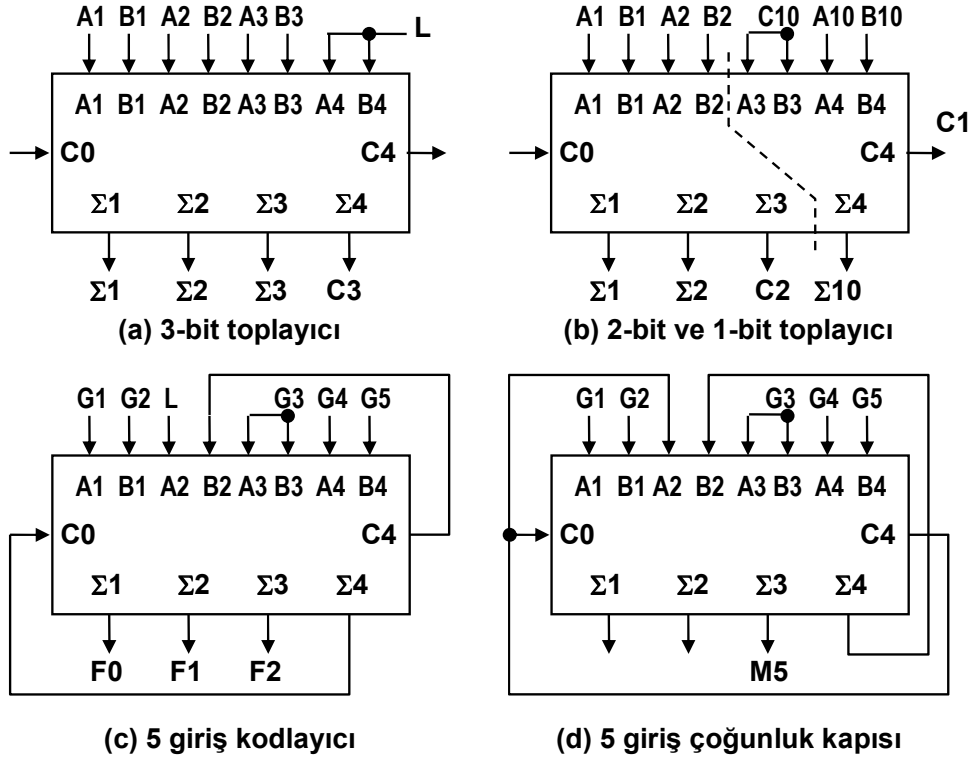 A1 B1 A2 B2 A3 B3 L
A1 B1 A2 B2 A3 B3 A4 B4
C0 C4
Σ1 Σ2 Σ3 Σ4
Σ1 Σ2 Σ3 C3
(a) 3-bit toplayıcı
A1 B1 A2 B2 C10 A10 B10
A1 B1 A2 B2 A3 B3 A4 B4
C1
C0 C4
Σ1 Σ2 Σ3 Σ4
Σ1 Σ2 C2 Σ10
(b) 2-bit ve 1-bit toplayıcı
G1 G2 L G3 G4 G5
A1 B1 A2 B2 A3 B3 A4 B4
C0 C4
Σ1 Σ2 Σ3 Σ4
F0 F1 F2
(c) 5 giriş kodlayıcı
G1 G2 G3 G4 G5
A1 B1 A2 B2 A3 B3 A4 B4
C0 C4
Σ1 Σ2 Σ3 Σ4
M5
(d) 5 giriş çoğunluk kapısı